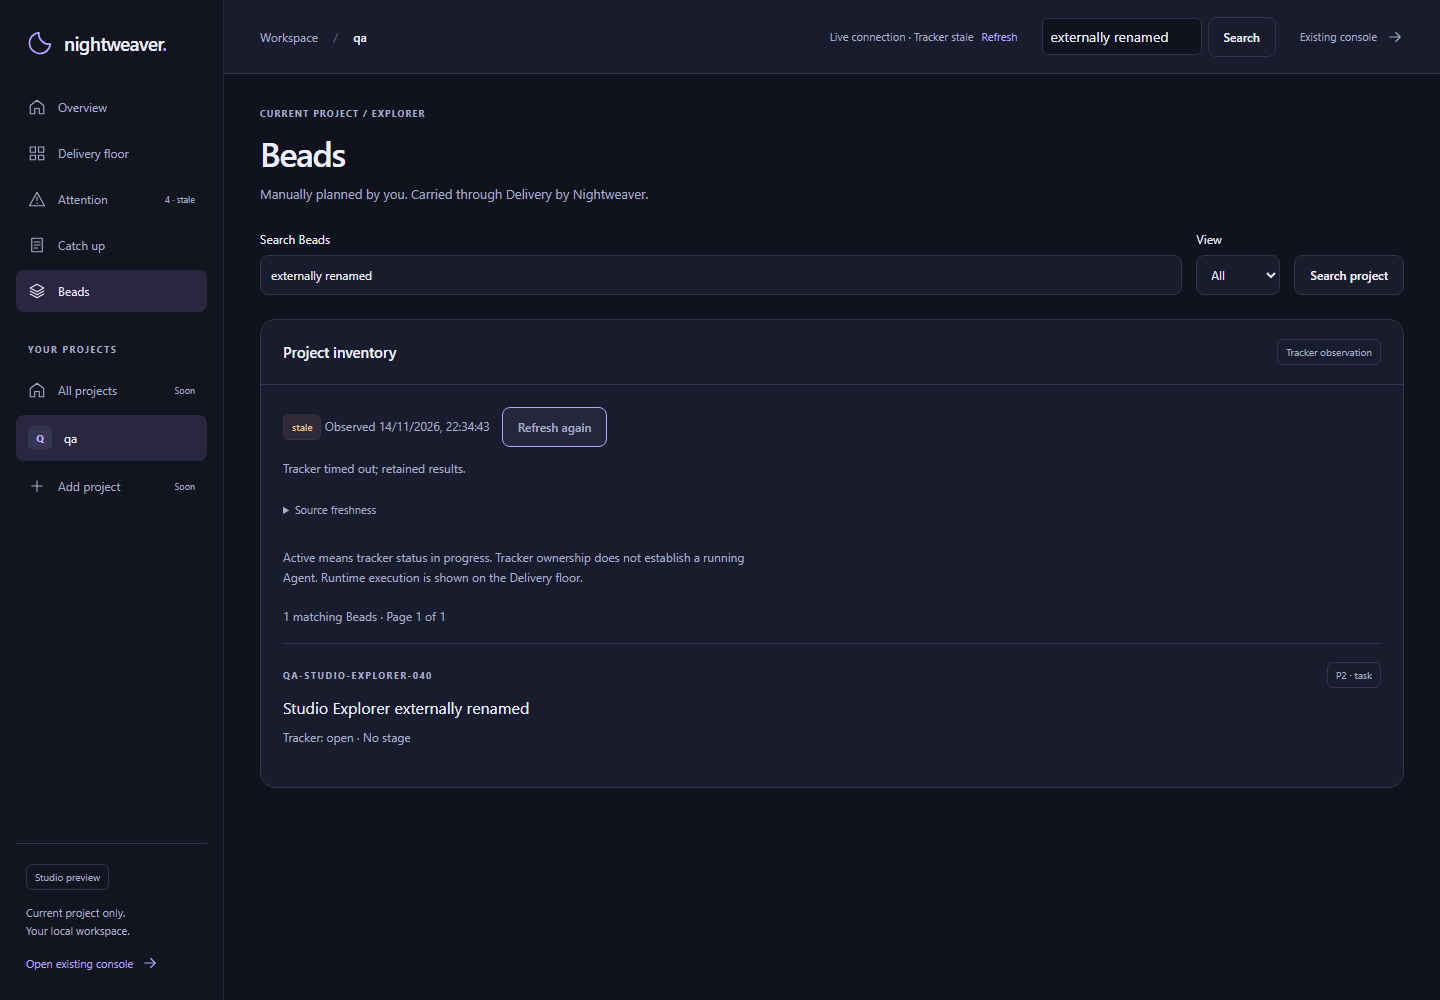 nightweaver.
Overview
Delivery floor
Attention 4 · stale
Catch up
Beads
YOUR PROJECTS
All projects Soon
Q qa
Add project Soon
Studio preview
Current project only.
Your local workspace.
Open existing console
Workspace / qa
Live connection · Tracker stale Refresh
externally renamed
Search
Existing console
CURRENT PROJECT / EXPLORER
Beads
Manually planned by you. Carried through Delivery by Nightweaver.
Search Beads
externally renamed
View
All
Search project
Project inventory
Tracker observation
stale Observed 14/11/2026, 22:34:43 Refresh again
Tracker timed out; retained results.
Source freshness
Active means tracker status in progress. Tracker ownership does not establish a running
Agent. Runtime execution is shown on the Delivery floor.
1 matching Beads · Page 1 of 1
QA-STUDIO-EXPLORER-040
P2 · task
Studio Explorer externally renamed
Tracker: open · No stage